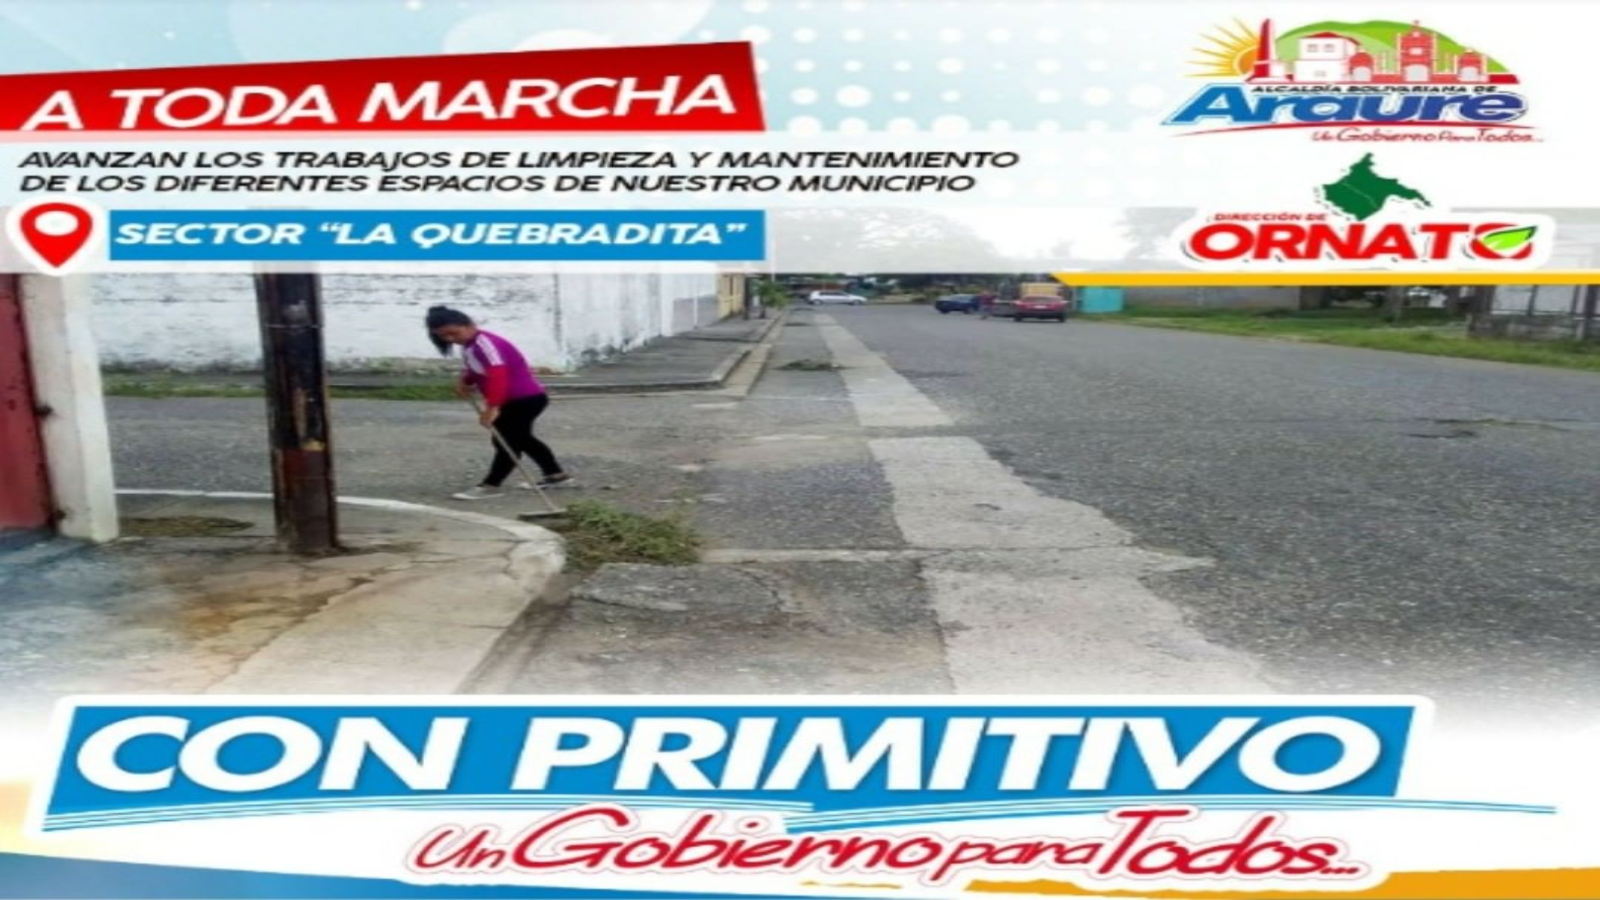 A TODA MARCHA
AVANZAN LOS TRABAJOS DE LIMPIEZA Y MANTENIMIENTO
DE LOS DIFERENTES ESPACIOS DE NUESTRO MUNICIPIO
SECTOR “LA QUEBRADITA”
ALCALDÍA BOLIVARIANA DE
Araure
Un Gobierno Para Todos...
DIRECCIÓN DE
ORNATO
CON PRIMITIVO
Un Gobierno para Todos...